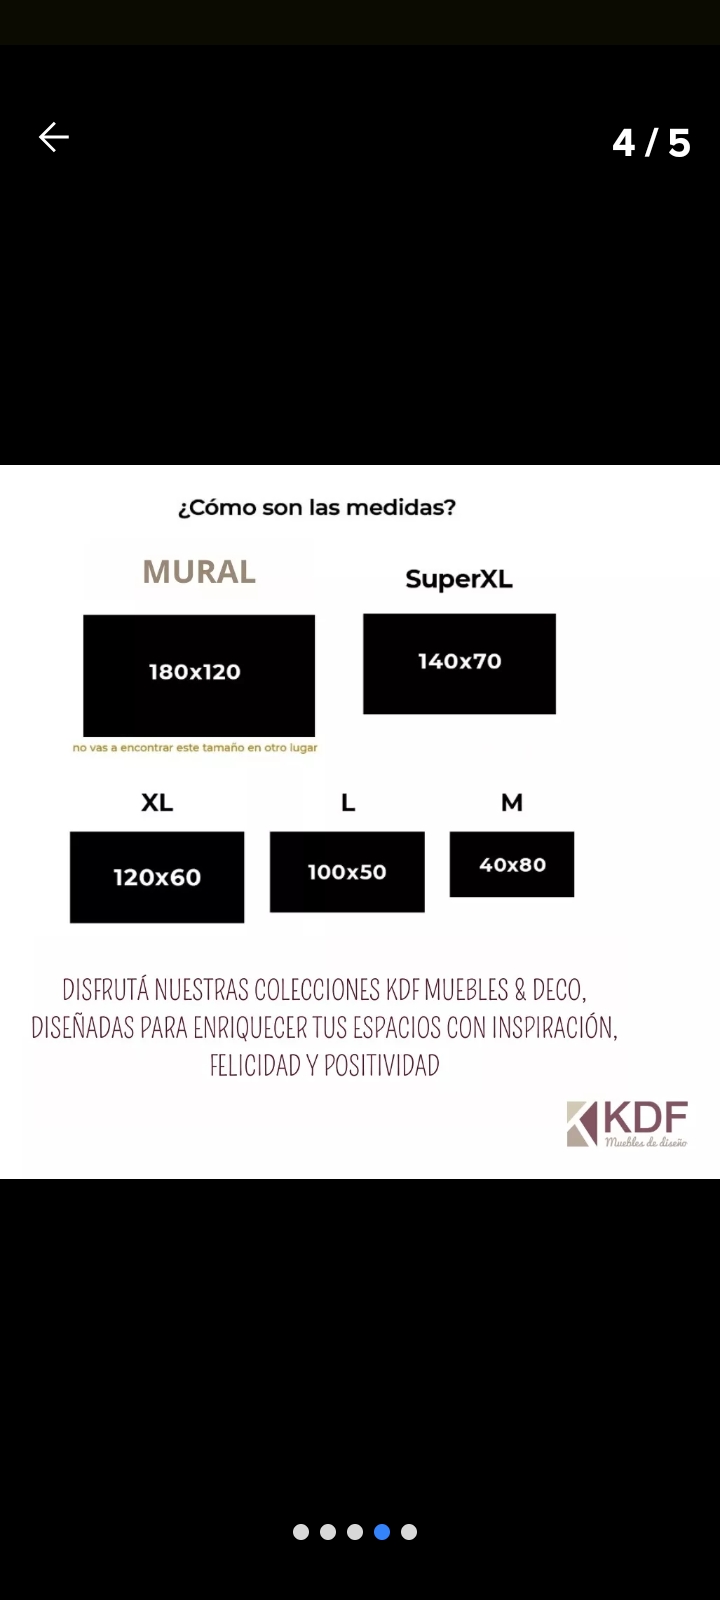 4 / 5
¿Cómo son las medidas?
MURAL
SuperXL
180x120
140x70
no vas a encontrar este tamaño en otro lugar
XL
L
M
120x60
100x50
40x80
DISFRUTÁ NUESTRAS COLECCIONES KDF MUEBLES & DECO,
DISEÑADAS PARA ENRIQUECER TUS ESPACIOS CON INSPIRACIÓN,
FELICIDAD Y POSITIVIDAD
KDF
Muebles de diseño